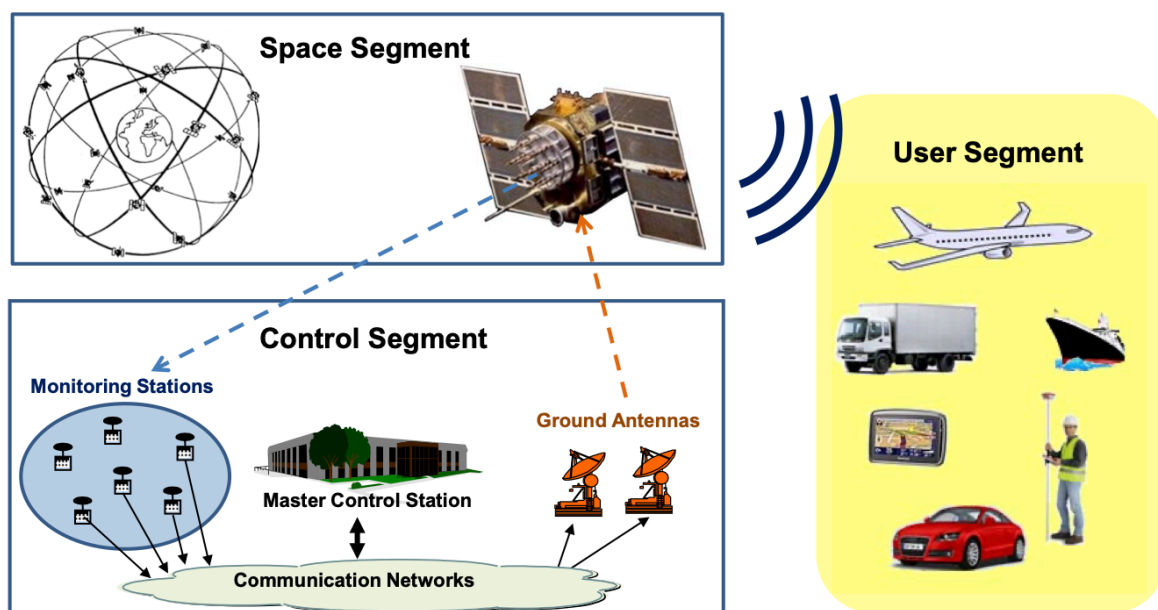 Space Segment
User Segment
Control Segment
Monitoring Stations
Ground Antennas
Master Control Station
Communication Networks